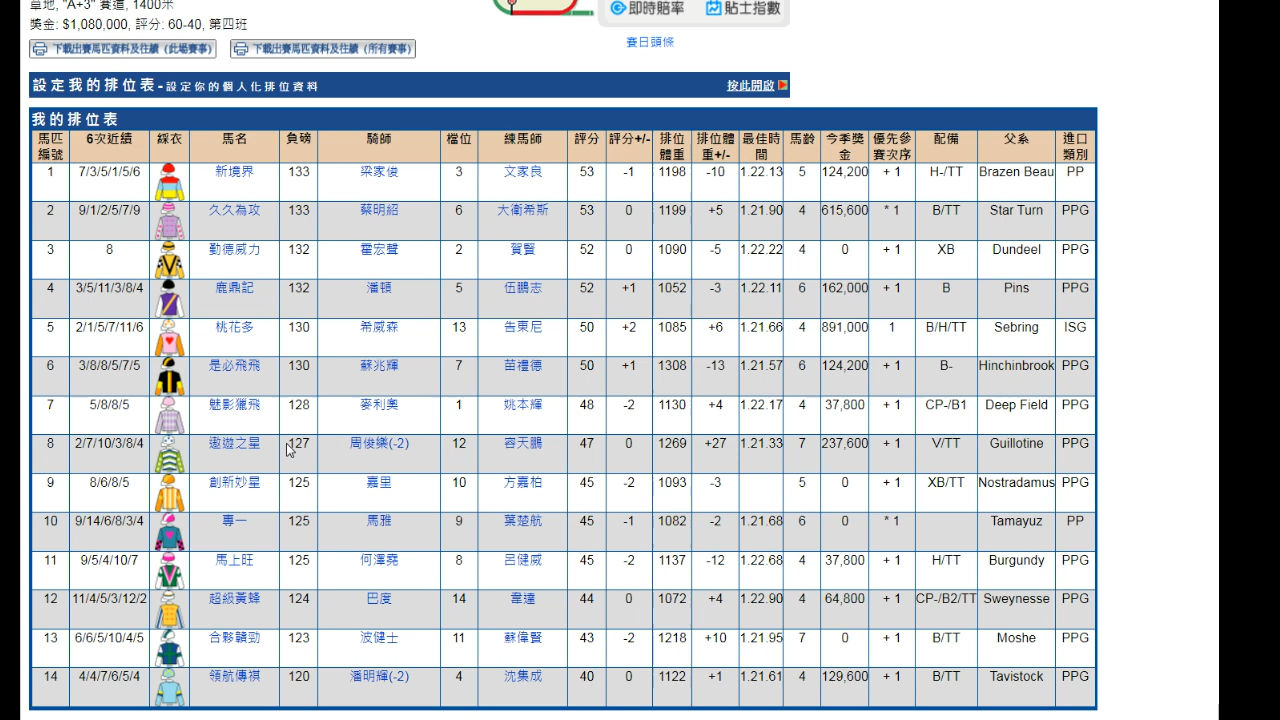 草地, "A+3" 賽道, 1400米
獎金: $1,080,000, 評分: 60-40, 第四班
下載出賽馬匹資料及往績 (此場賽事) 下載出賽馬匹資料及往績 (所有賽事)
即時賠率 貼士指數
賽日頭條
設定我的排位表-設定你的個人化排位資料 按此開啟
我的排位表
馬匹編號 6次近績 綵衣 馬名 負磅 騎師 檔位 練馬師 評分 評分+/- 排位體重 排位體重+/- 最佳時間 馬齡 今季獎金 優先參賽次序 配備 父系 進口類別
1 7/3/5/1/5/6 新境界 133 梁家俊 3 文家良 53 -1 1198 -10 1.22.13 5 124,200 + 1 H-/TT Brazen Beau PP
2 9/1/2/5/7/9 久久為攻 133 蔡明紹 6 大衛希斯 53 0 1199 +5 1.21.90 4 615,600 * 1 B/TT Star Turn PPG
3 8 勤德威力 132 霍宏聲 2 賀賢 52 0 1090 -5 1.22.22 4 0 + 1 XB Dundeel PPG
4 3/5/11/3/8/4 鹿鼎記 132 潘頓 5 伍鵬志 52 +1 1052 -3 1.22.11 6 162,000 + 1 B Pins PPG
5 2/1/5/7/11/6 桃花多 130 希威森 13 告東尼 50 +2 1085 +6 1.21.66 4 891,000 1 B/H/TT Sebring ISG
6 3/8/8/5/7/5 是必飛飛 130 蘇兆輝 7 苗禮德 50 +1 1308 -13 1.21.57 6 124,200 + 1 B- Hinchinbrook PPG
7 5/8/8/5 魅影獵飛 128 麥利奧 1 姚本輝 48 -2 1130 +4 1.22.17 4 37,800 + 1 CP-/B1 Deep Field PPG
8 2/7/10/3/8/4 遨遊之星 127 周俊樂(-2) 12 容天鵬 47 0 1269 +27 1.21.33 7 237,600 + 1 V/TT Guillotine PPG
9 8/6/8/5 創新妙星 125 嘉里 10 方嘉柏 45 -2 1093 -3 5 0 + 1 XB/TT Nostradamus PPG
10 9/14/6/8/3/4 專一 125 馬雅 9 葉楚航 45 -1 1082 -2 1.21.68 6 0 * 1 Tamayuz PP
11 9/5/4/10/7 馬上旺 125 何澤堯 8 呂健威 45 -2 1137 -12 1.22.68 4 37,800 + 1 H/TT Burgundy PPG
12 11/4/5/3/12/2 超級黃蜂 124 巴度 14 韋達 44 0 1072 +4 1.22.90 4 64,800 + 1 CP-/B2/TT Sweynesse PPG
13 6/6/5/10/4/5 合夥贛勁 123 波健士 11 蘇偉賢 43 -2 1218 +10 1.21.95 7 0 + 1 B/TT Moshe PPG
14 4/4/7/6/5/4 領航傳祺 120 潘明輝(-2) 4 沈集成 40 0 1122 +1 1.21.61 4 129,600 + 1 B/TT Tavistock PPG